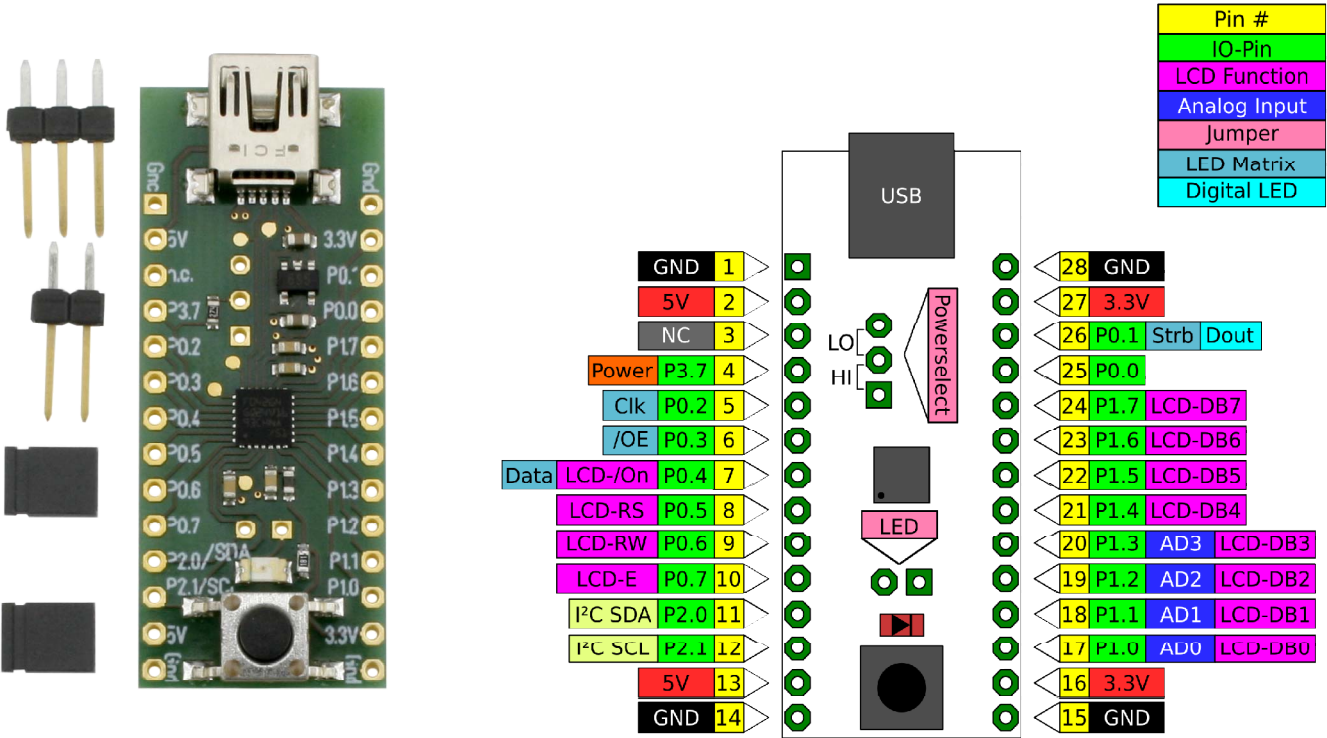 Pin #
IO-Pin
LCD Function
Analog Input
Jumper
LED Matrix
Digital LED
FCI
Gnd
5V 3.3V
n.c. P0.1
P3.7 P0.0
P0.2 P1.7
P0.3 P1.6
P0.4 P1.5
P0.5 P1.4
P0.6 P1.3
P0.7 P1.2
P2.0/SDA P1.1
P2.1/SC P1.0
5V 3.3V
USB
GND 1 28 GND
5V 2 27 3.3V
NC 3 26 P0.1 Strb Dout
Power P3.7 4 25 P0.0
Clk P0.2 5 24 P1.7 LCD-DB7
/OE P0.3 6 23 P1.6 LCD-DB6
Data LCD-/On P0.4 7 22 P1.5 LCD-DB5
LCD-RS P0.5 8 21 P1.4 LCD-DB4
LCD-RW P0.6 9 20 P1.3 AD3 LCD-DB3
LCD-E P0.7 10 19 P1.2 AD2 LCD-DB2
I²C SDA P2.0 11 18 P1.1 AD1 LCD-DB1
I²C SCL P2.1 12 17 P1.0 AD0 LCD-DB0
5V 13 16 3.3V
GND 14 15 GND
LO
HI
Powerselect
LED